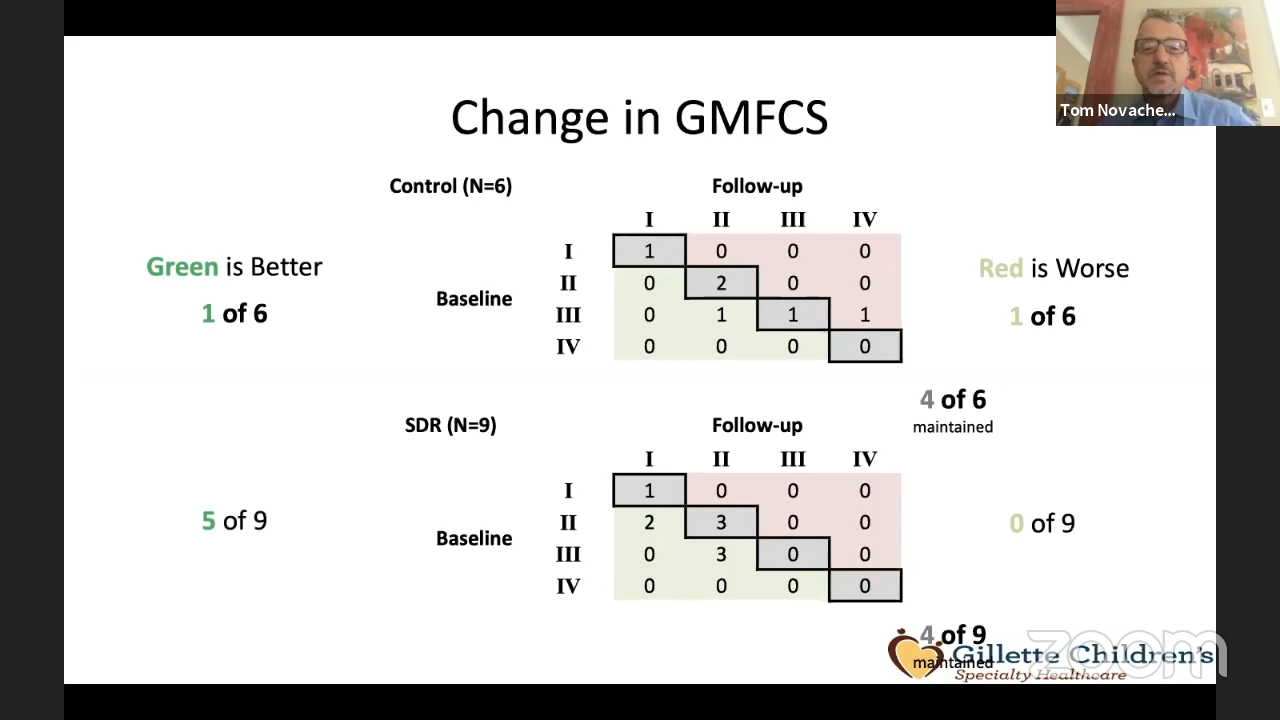 Tom Novache...
Change in GMFCS
Control (N=6)
Follow-up
I II III IV
Green is Better
1 of 6
Baseline
I 1 0 0 0
II 0 2 0 0
III 0 1 1 1
IV 0 0 0 0
Red is Worse
1 of 6
4 of 6
maintained
SDR (N=9)
Follow-up
I II III IV
5 of 9
Baseline
I 1 0 0 0
II 2 3 0 0
III 0 3 0 0
IV 0 0 0 0
0 of 9
4 of 9
maintained
Gillette Children's
Specialty Healthcare
zoom